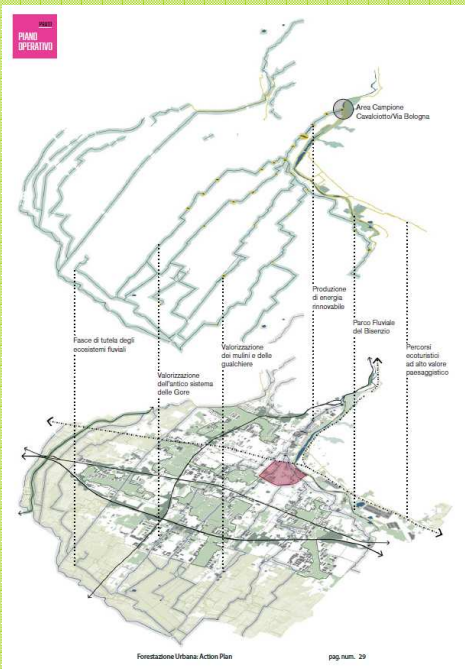 PRATO
PIANO
OPERATIVO
Area Campione
Cavalciotto/Via Bologna
Produzione
di energia
rinnovabile
Fasce di tutela degli
ecosistemi fluviali
Valorizzazione
dei mulini e delle
gualchiere
Parco Fluviale
del Bisenzio
Percorsi
ecoturistici
ad alto valore
paesaggistico
Valorizzazione
dell'antico sistema
delle Gore
Forestazione Urbana: Action Plan
pag. num. 29